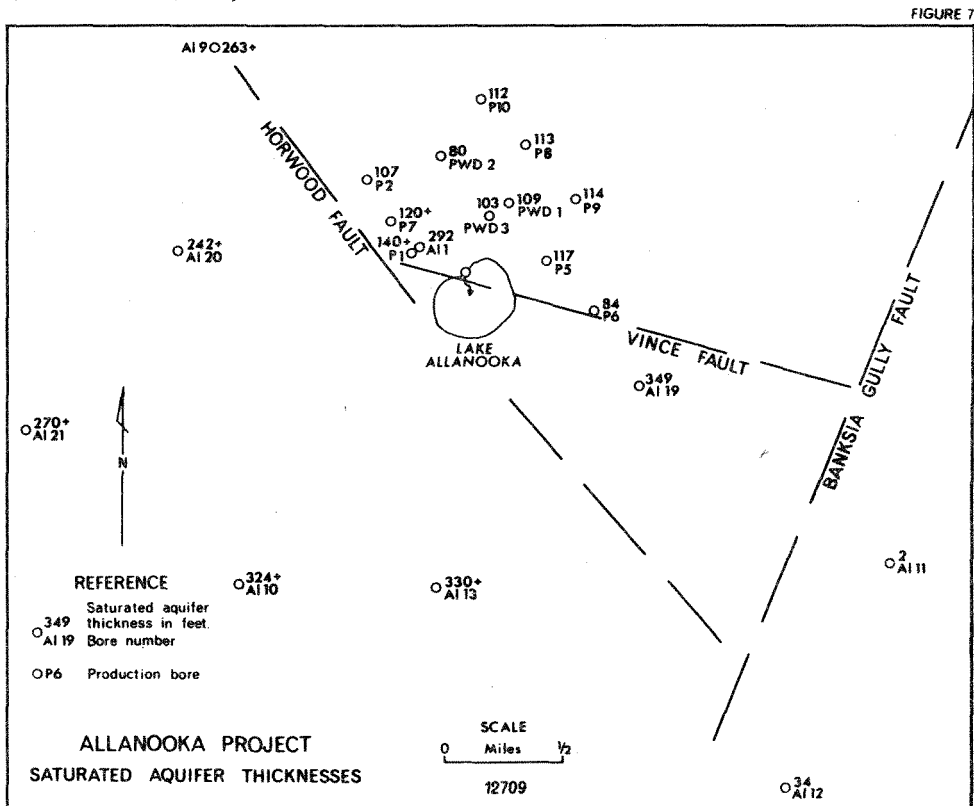 FIGURE 7
AI 9 263+
112
P10
HORWOOD FAULT
80
PWD 2
113
P8
107
P2
103
PWD 3
109
PWD 1
114
P9
120+
P7
140+
P1
292
AI 1
242+
AI 20
117
P5
84
P6
LAKE
ALLANOOKA
VINCE FAULT
BANKSIA GULLY FAULT
349
AI 19
270+
AI 21
N
2
AI 11
324+
AI 10
330+
AI 13
REFERENCE
349
AI 19
Saturated aquifer
thickness in feet.
Bore number
P6 Production bore
SCALE
0 Miles 1/2
12709
ALLANOOKA PROJECT
SATURATED AQUIFER THICKNESSES
34
AI 12